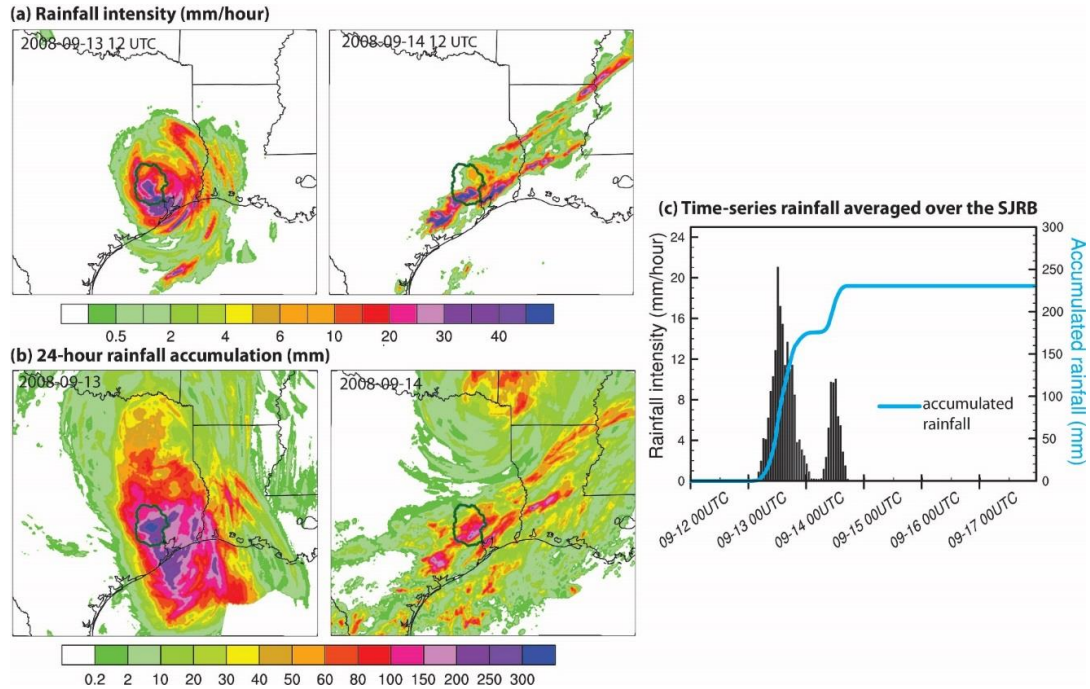 (a) Rainfall intensity (mm/hour)
2008-09-13 12 UTC
2008-09-14 12 UTC
0.5 2 4 6 10 20 30 40
(b) 24-hour rainfall accumulation (mm)
2008-09-13
2008-09-14
0.2 2 10 20 30 40 50 60 80 100 150 200 250 300
(c) Time-series rainfall averaged over the SJRB
Rainfall intensity (mm/hour)
24
20
16
12
8
4
0
Accumulated rainfall (mm)
300
250
200
150
100
50
0
accumulated
rainfall
09-12 00UTC
09-13 00UTC
09-14 00UTC
09-15 00UTC
09-16 00UTC
09-17 00UTC